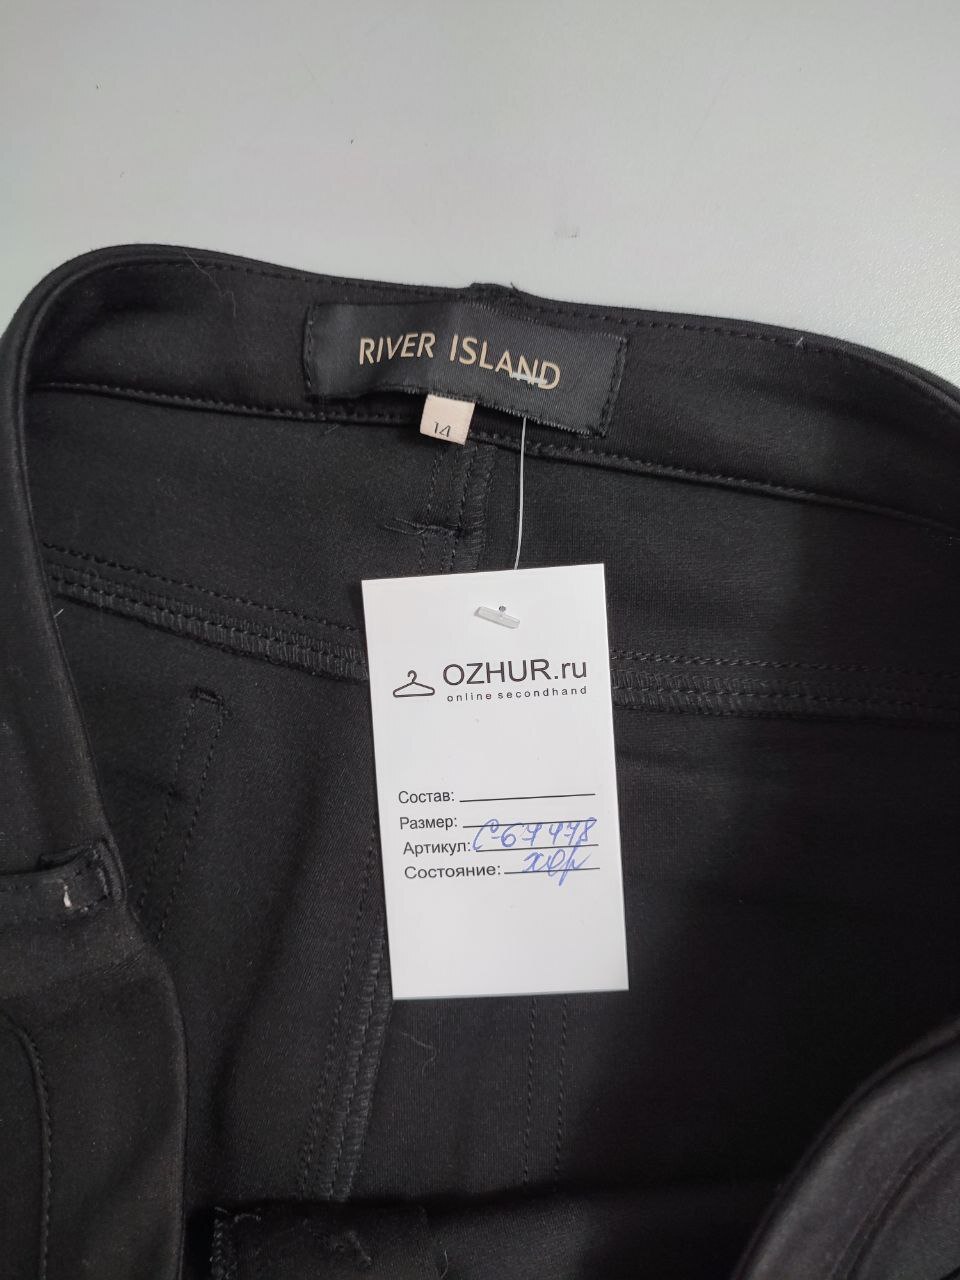 RIVER ISLAND
14
OZHUR.ru
online secondhand
Состав:
Размер:
Артикул: С-67478
Состояние: хор